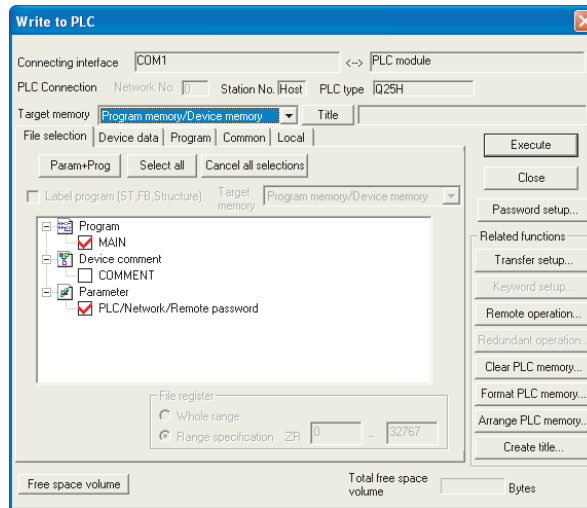 Write to PLC
Connecting interface COM1 <--> PLC module
PLC Connection Network No. 0 Station No. Host PLC type Q25H
Target memory Program memory/Device memory Title
File selection Device data Program Common Local
Param+Prog Select all Cancel all selections
Label program (ST,FB,Structure) Target memory Program memory/Device memory
Program
MAIN
Device comment
COMMENT
Parameter
PLC/Network/Remote password
File register
Whole range
Range specification ZR 0 .. 32767
Free space volume Total free space volume Bytes
Execute
Close
Password setup...
Related functions
Transfer setup...
Keyword setup...
Remote operation...
Redundant operation...
Clear PLC memory...
Format PLC memory...
Arrange PLC memory...
Create title...